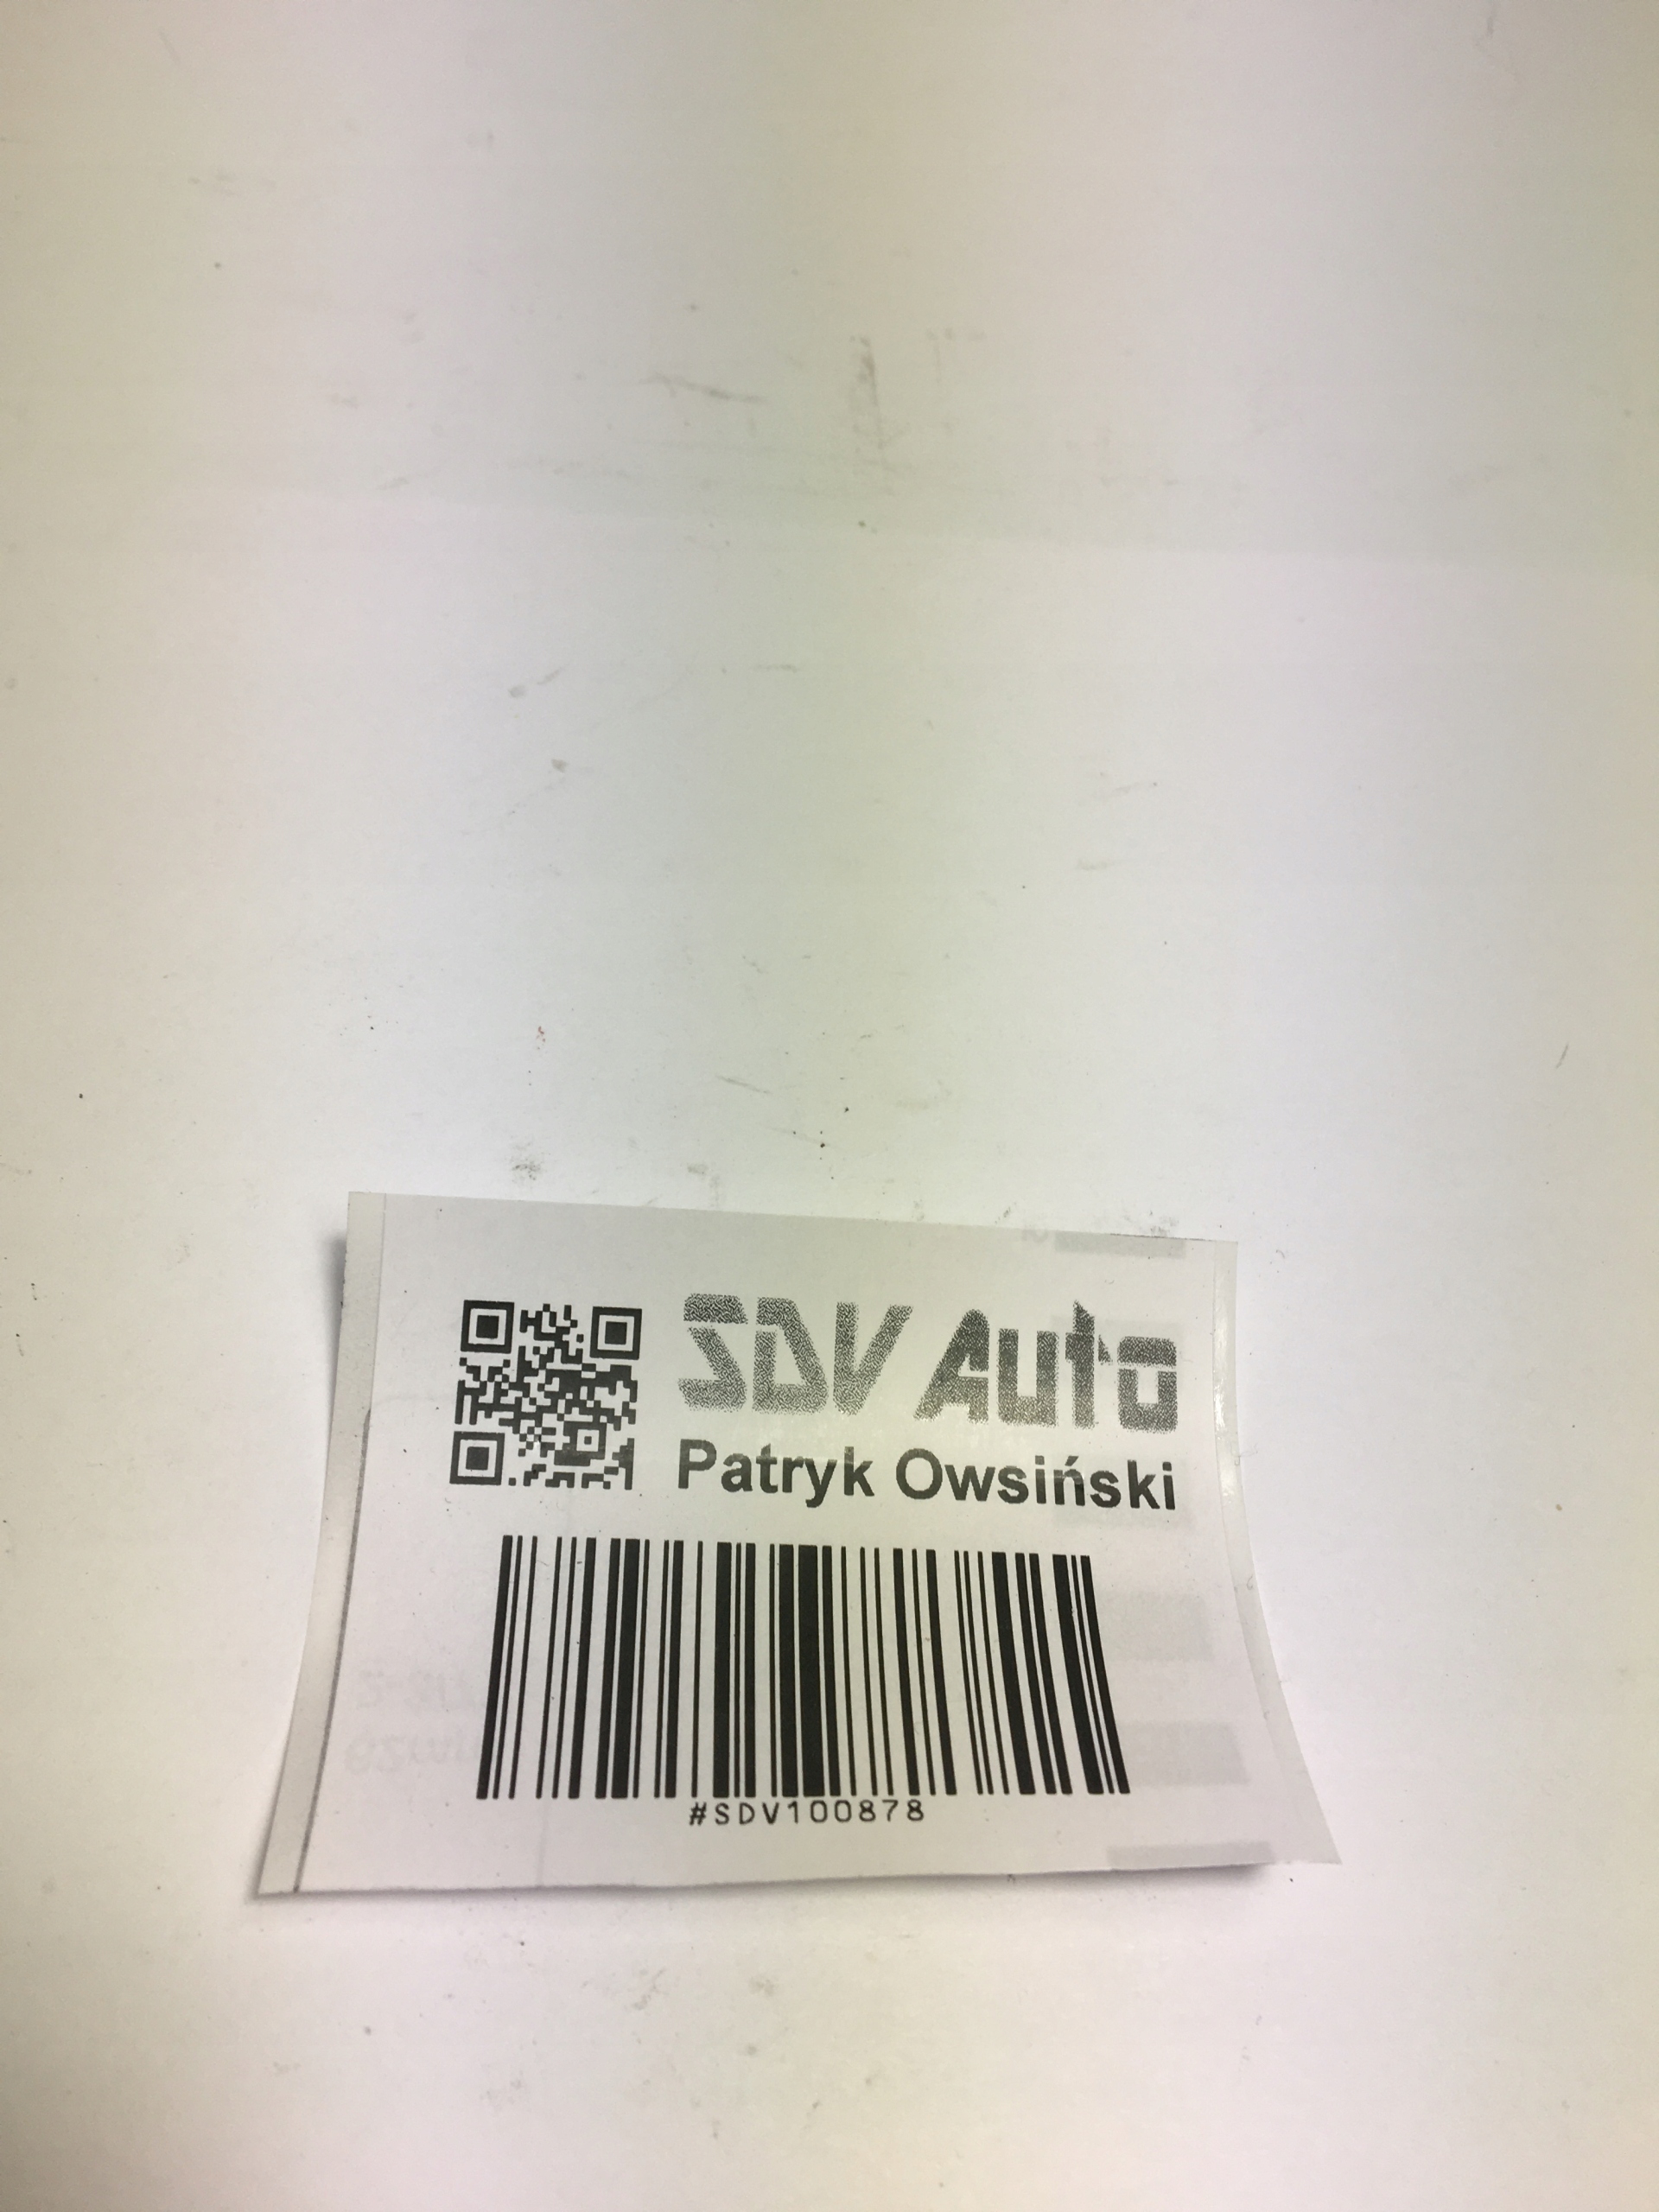 SDV Auto
Patryk Owsiński
#SDV100878